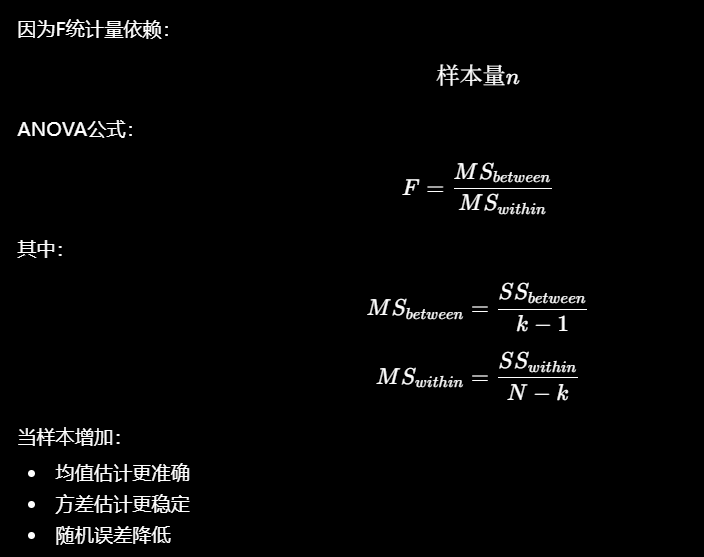 因为F统计量依赖：
样本量n
ANOVA公式：
F = \frac{MS_{between}}{MS_{within}}
其中：
MS_{between} = \frac{SS_{between}}{k-1}
MS_{within} = \frac{SS_{within}}{N-k}
当样本增加：
• 均值估计更准确
• 方差估计更稳定
• 随机误差降低